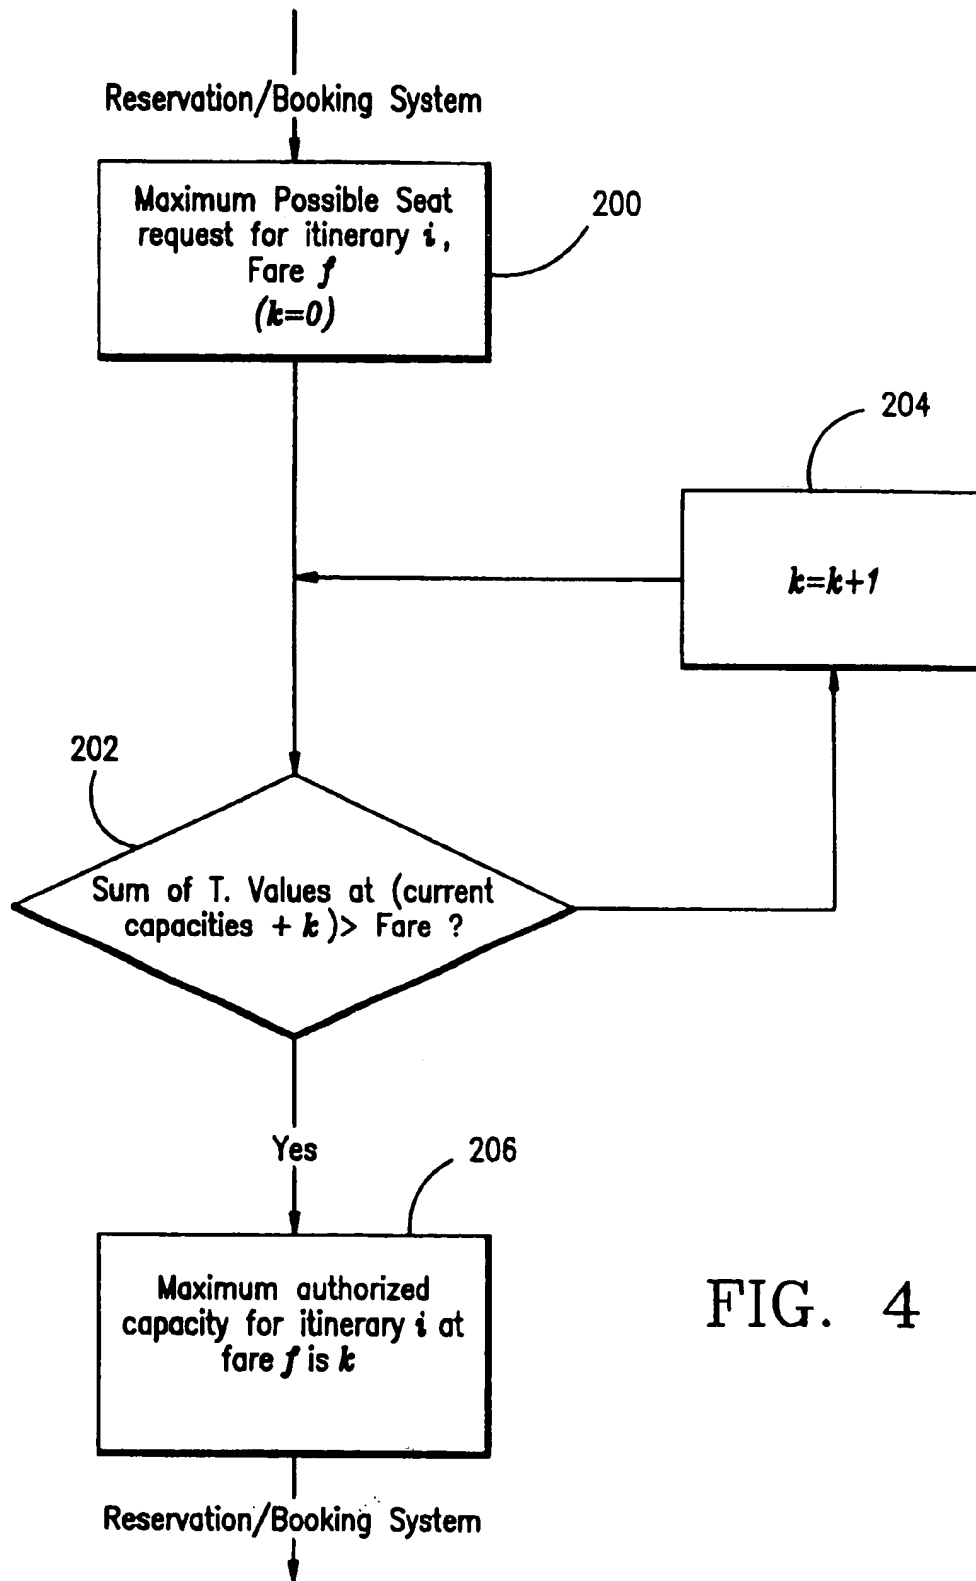 Reservation/Booking System
Maximum Possible Seat
request for itinerary i,
Fare f
(k=0)
200
204
k=k+1
202
Sum of T. Values at (current
capacities + k)> Fare ?
Yes
206
Maximum authorized
capacity for itinerary i at
fare f is k
FIG. 4
Reservation/Booking System